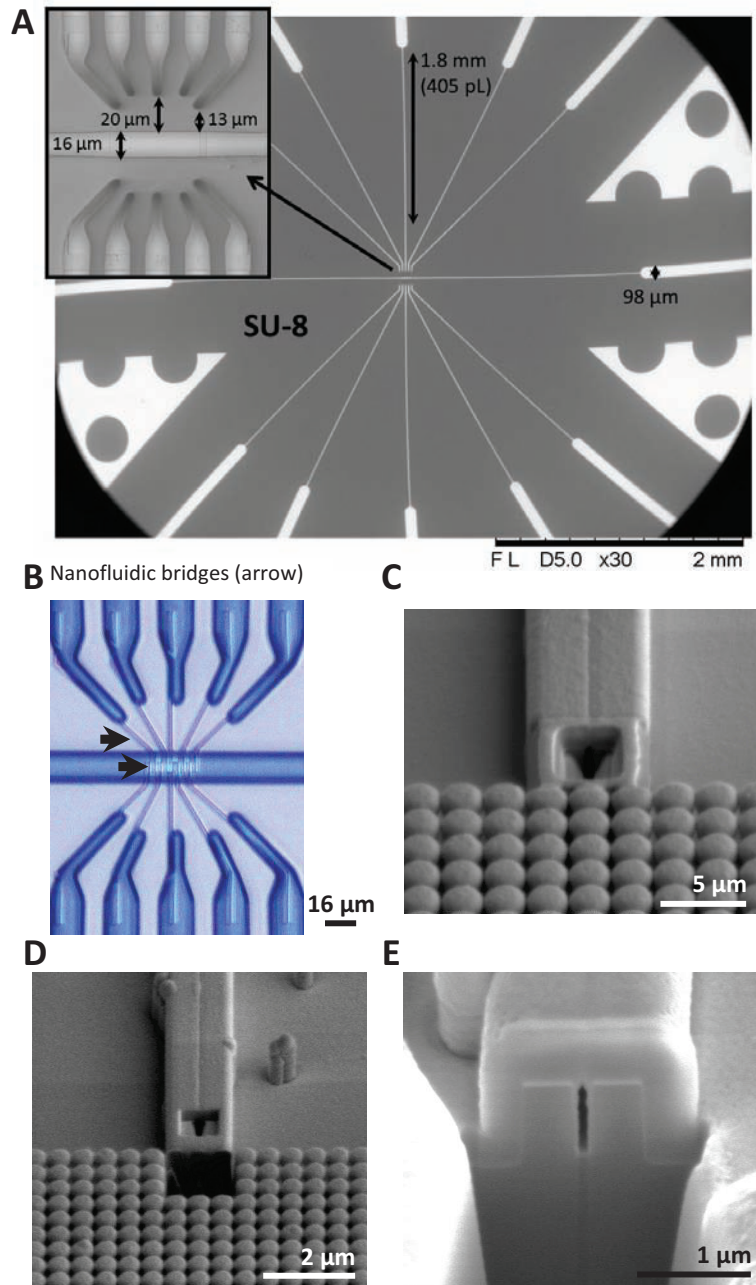 A
20 µm
13 µm
16 µm
1.8 mm
(405 pL)
98 µm
SU-8
F L D5.0 x30 2 mm
B Nanofluidic bridges (arrow)
16 µm
C
5 µm
D
2 µm
E
1 µm